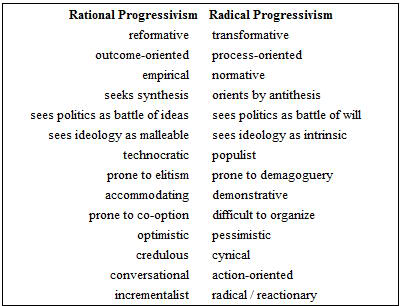 Rational Progressivism Radical Progressivism
reformative transformative
outcome-oriented process-oriented
empirical normative
seeks synthesis orients by antithesis
sees politics as battle of ideas sees politics as battle of will
sees ideology as malleable sees ideology as intrinsic
technocratic populist
prone to elitism prone to demagoguery
accommodating demonstrative
prone to co-option difficult to organize
optimistic pessimistic
credulous cynical
conversational action-oriented
incrementalist radical / reactionary